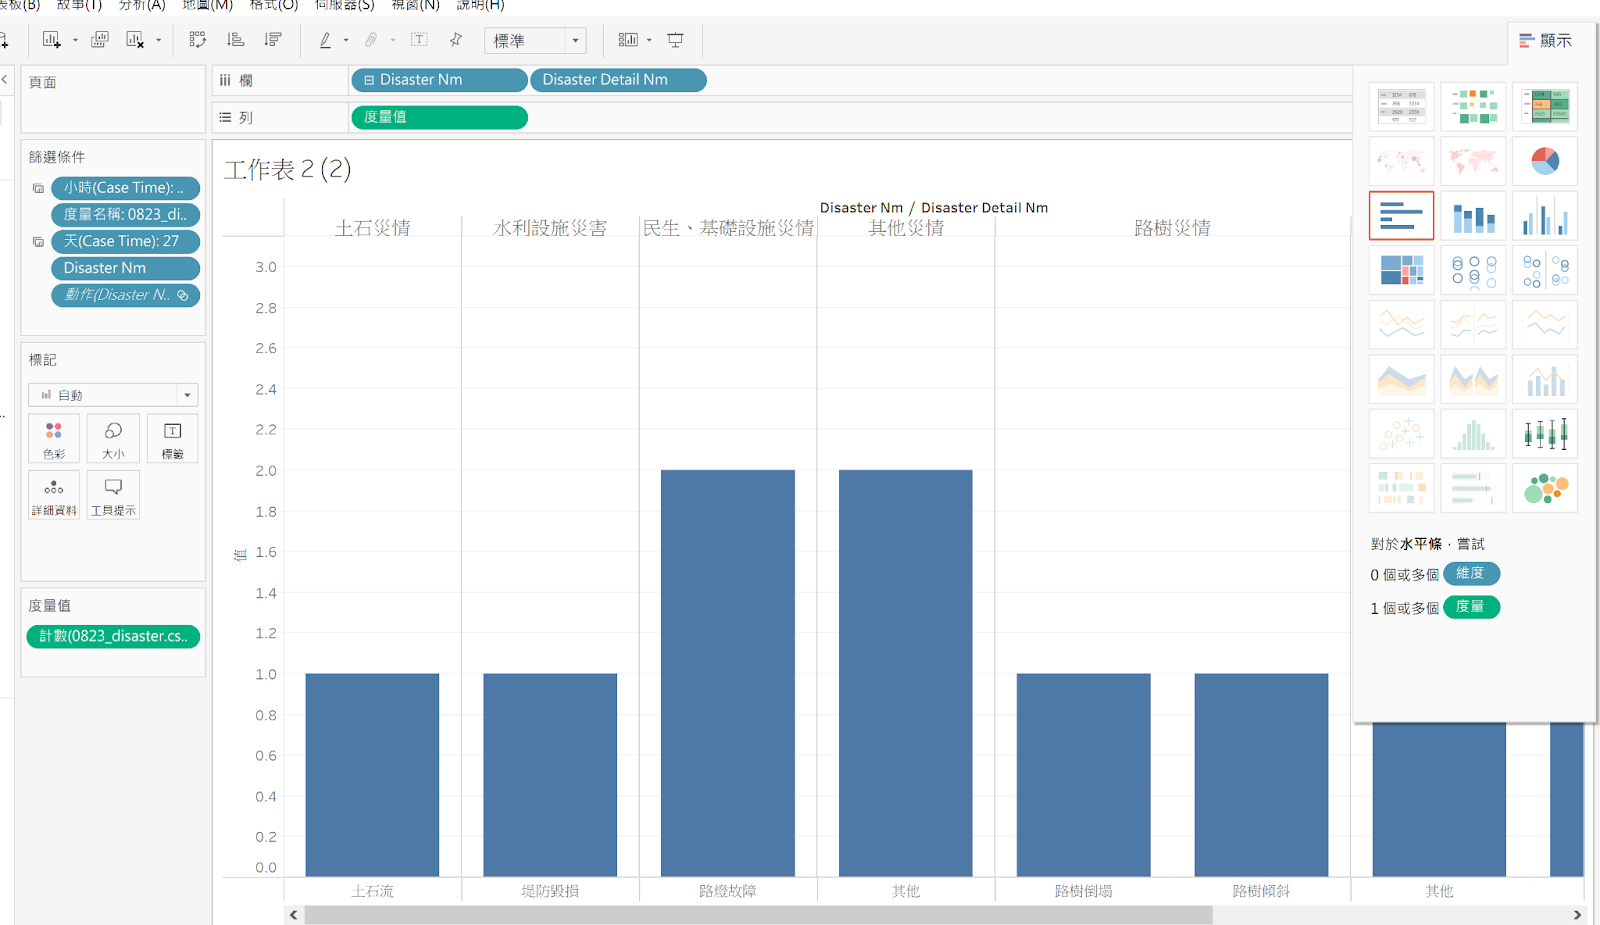 表板(B) 故事(T) 分析(A) 地圖(M) 格式(O) 伺服器(S) 視窗(N) 說明(H)
標準
顯示
頁面
欄 Disaster Nm Disaster Detail Nm
列 度量值
篩選條件
小時(Case Time): ..
度量名稱: 0823_di..
天(Case Time): 27
Disaster Nm
動作(Disaster N..
標記
自動
色彩 大小 標籤
詳細資料 工具提示
度量值
計數(0823_disaster.cs..
工作表 2 (2)
Disaster Nm / Disaster Detail Nm
土石災情 水利設施災害 民生、基礎設施災情 其他災情 路樹災情
3.0
2.8
2.6
2.4
2.2
2.0
1.8
1.6
1.4
1.2
1.0
0.8
0.6
0.4
0.2
0.0
值
土石流 堤防毀損 路燈故障 其他 路樹倒塌 路樹傾斜 其他
對於水平條，嘗試
0 個或多個 維度
1 個或多個 度量